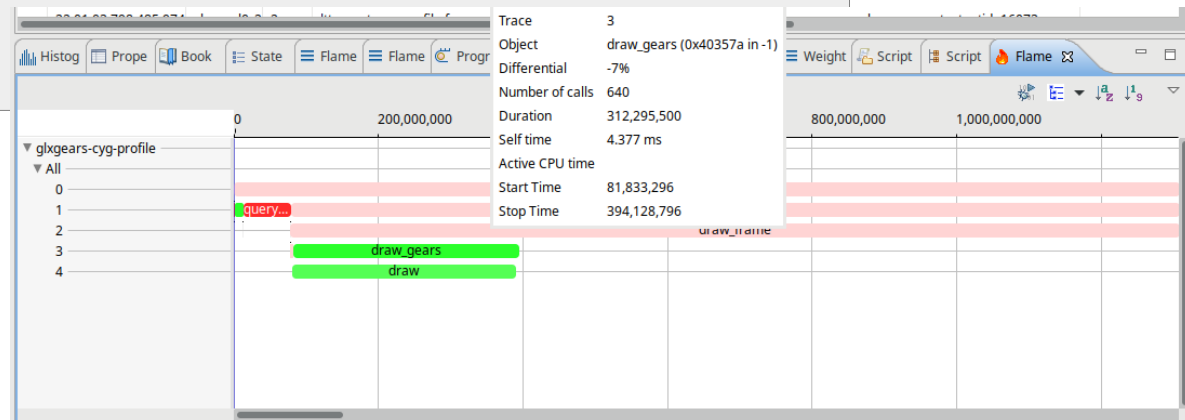 Trace 3
Object draw_gears (0x40357a in -1)
Differential -7%
Number of calls 640
Duration 312,295,500
Self time 4.377 ms
Active CPU time
Start Time 81,833,296
Stop Time 394,128,796
Histog Prope Book State Flame Flame Progr Weight Script Script Flame
0 200,000,000 800,000,000 1,000,000,000
glxgears-cyg-profile
All
0
1 query...
2 draw_frame
3 draw_gears
4 draw